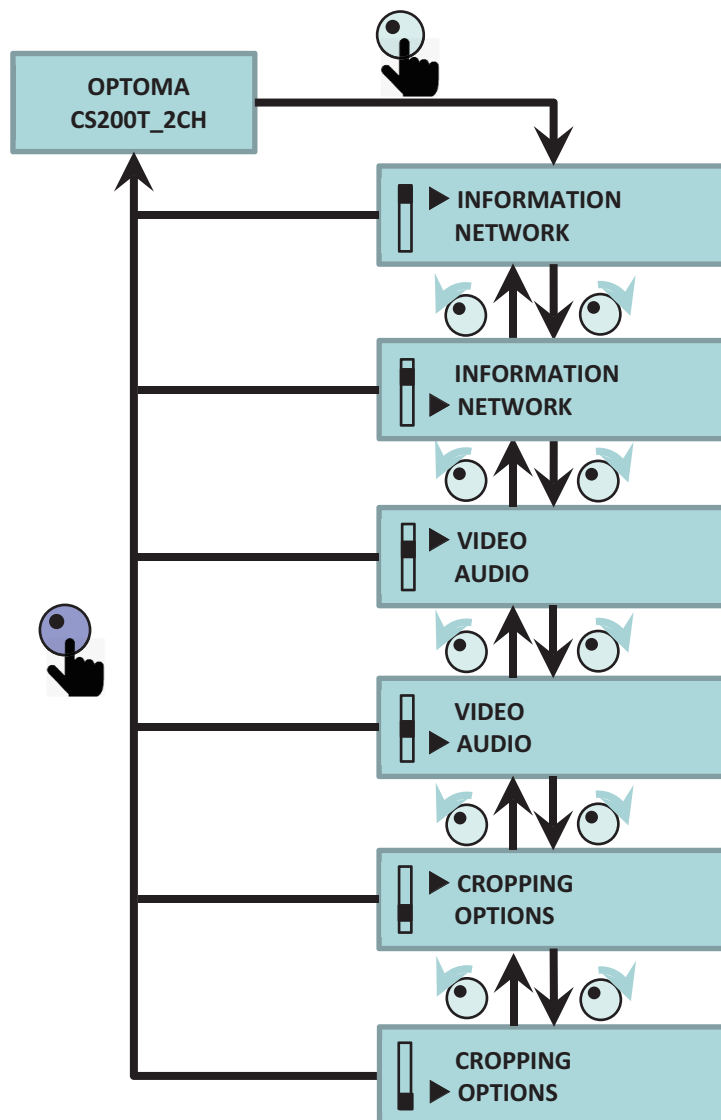 OPTOMA
CS200T_2CH
INFORMATION
NETWORK
INFORMATION
NETWORK
VIDEO
AUDIO
VIDEO
AUDIO
CROPPING
OPTIONS
CROPPING
OPTIONS